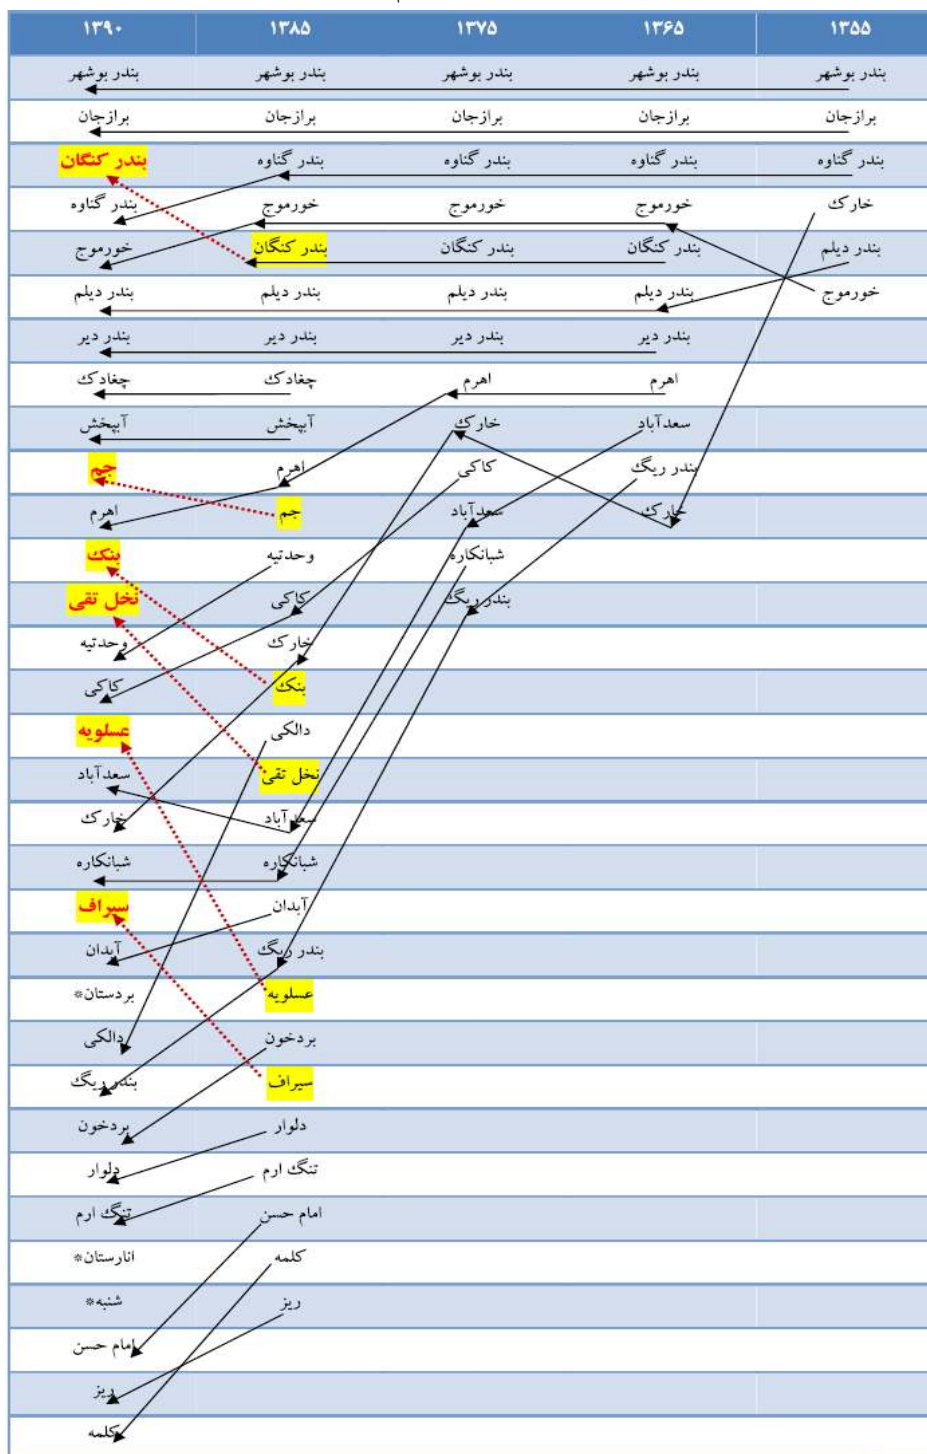 ۱۳۵۵ ۱۳۶۵ ۱۳۷۵ ۱۳۸۵ ۱۳۹۰
بندر بوشهر بندر بوشهر بندر بوشهر بندر بوشهر بندر بوشهر
برازجان برازجان برازجان برازجان برازجان
بندر گناوه بندر گناوه بندر گناوه بندر گناوه بندر کنگان
خارک خورموج خورموج خورموج بندر گناوه
بندر دیلم بندر کنگان بندر کنگان بندر کنگان خورموج
خورموج بندر دیلم بندر دیلم بندر دیلم بندر دیلم
بندر دیر بندر دیر بندر دیر بندر دیر
اهرم اهرم چغادک چغادک
سعدآباد خارک آبپخش آبپخش
بندر ریگ کاکی اهرم جم
خارک سعدآباد جم اهرم
شبانکاره وحدتیه بنک
بندر ریگ کاکی نخل تقی
خارک وحدتیه
بنک کاکی
دالکی عسلویه
نخل تقی سعدآباد
سعدآباد خارک
شبانکاره شبانکاره
آبدان سیراف
بندر ریگ آبدان
عسلویه بردستان*
بردخون دالکی
سیراف بندر ریگ
دلوار بردخون
تنگ ارم دلوار
امام حسن تنگ ارم
کلمه انارستان*
ریز شنبه*
امام حسن
ریز
کلمه